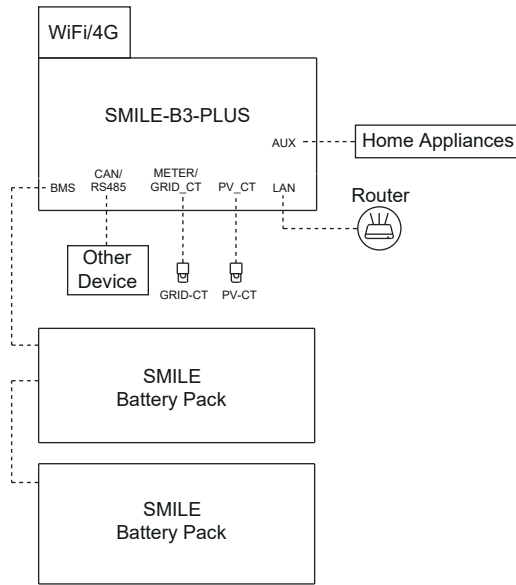 WiFi/4G
SMILE-B3-PLUS
AUX
Home Appliances
BMS
CAN/
RS485
METER/
GRID_CT
PV_CT
LAN
Router
Other
Device
GRID-CT
PV-CT
SMILE
Battery Pack
SMILE
Battery Pack